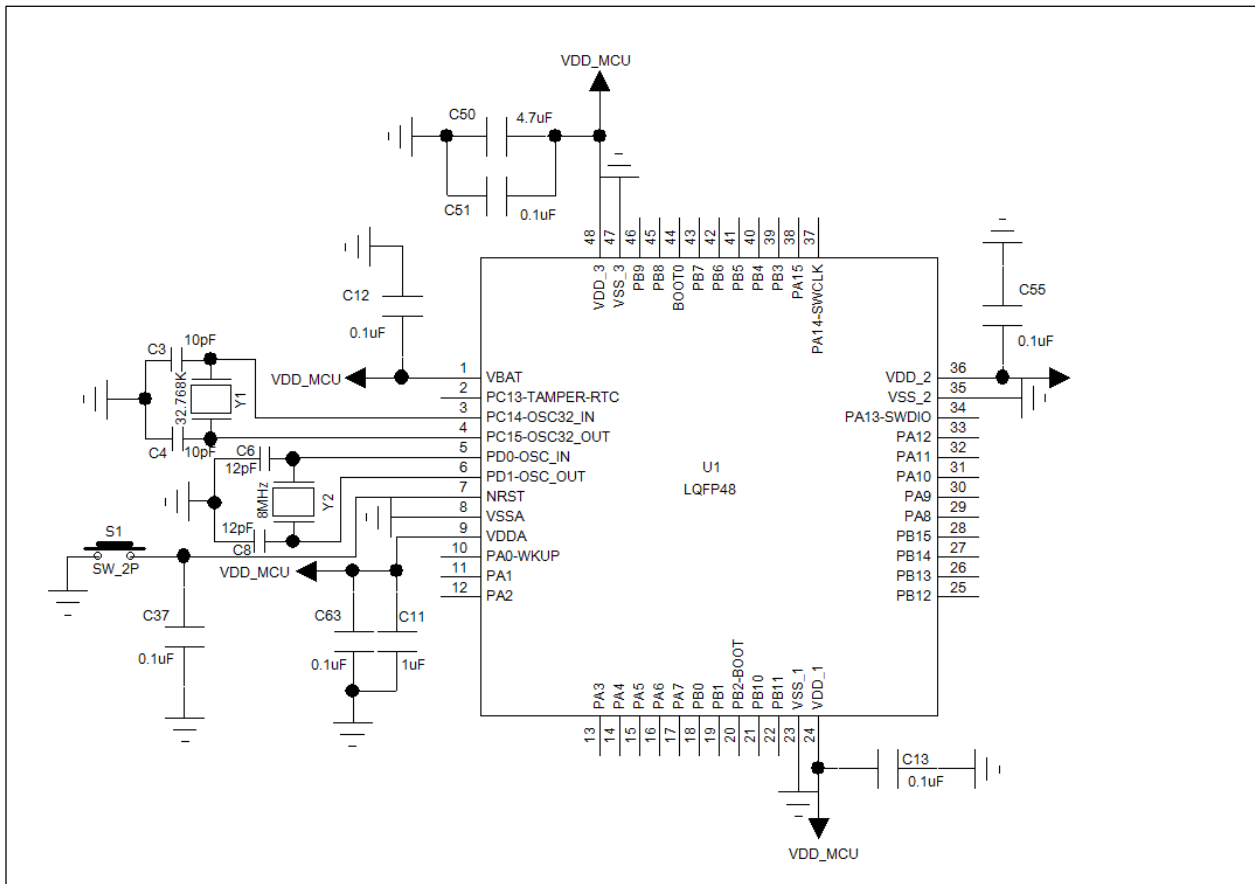 VDD_MCU
C50
4.7uF
C51
0.1uF
48
47
46
45
44
43
42
41
40
39
38
37
VDD_3
VSS_3
PB9
PB8
BOOT0
PB7
PB6
PB5
PB4
PB3
PA15
PA14-SWCLK
C12
0.1uF
C55
0.1uF
C3
10pF
32.768K
Y1
C4
10pF
VDD_MCU
1 VBAT
2 PC13-TAMPER-RTC
3 PC14-OSC32_IN
4 PC15-OSC32_OUT
5 PD0-OSC_IN
6 PD1-OSC_OUT
7 NRST
8 VSSA
9 VDDA
10 PA0-WKUP
11 PA1
12 PA2
U1
LQFP48
VDD_2 36
VSS_2 35
PA13-SWDIO 34
PA12 33
PA11 32
PA10 31
PA9 30
PA8 29
PB15 28
PB14 27
PB13 26
PB12 25
C6
12pF
8MHz
Y2
12pF
C8
S1
SW_2P
VDD_MCU
C37
0.1uF
C63
0.1uF
C11
1uF
PA3
PA4
PA5
PA6
PA7
PB0
PB1
PB2-BOOT
PB10
PB11
VSS_1
VDD_1
13
14
15
16
17
18
19
20
21
22
23
24
C13
0.1uF
VDD_MCU